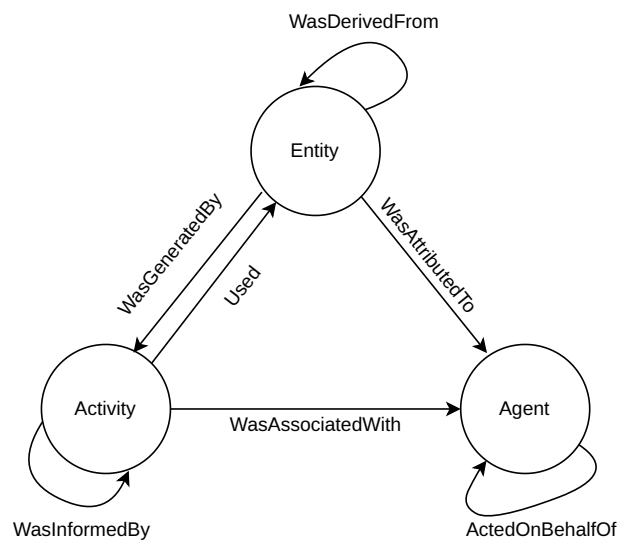 WasDerivedFrom
Entity
WasGeneratedBy
Used
WasAttributedTo
Activity
WasAssociatedWith
Agent
WasInformedBy
ActedOnBehalfOf